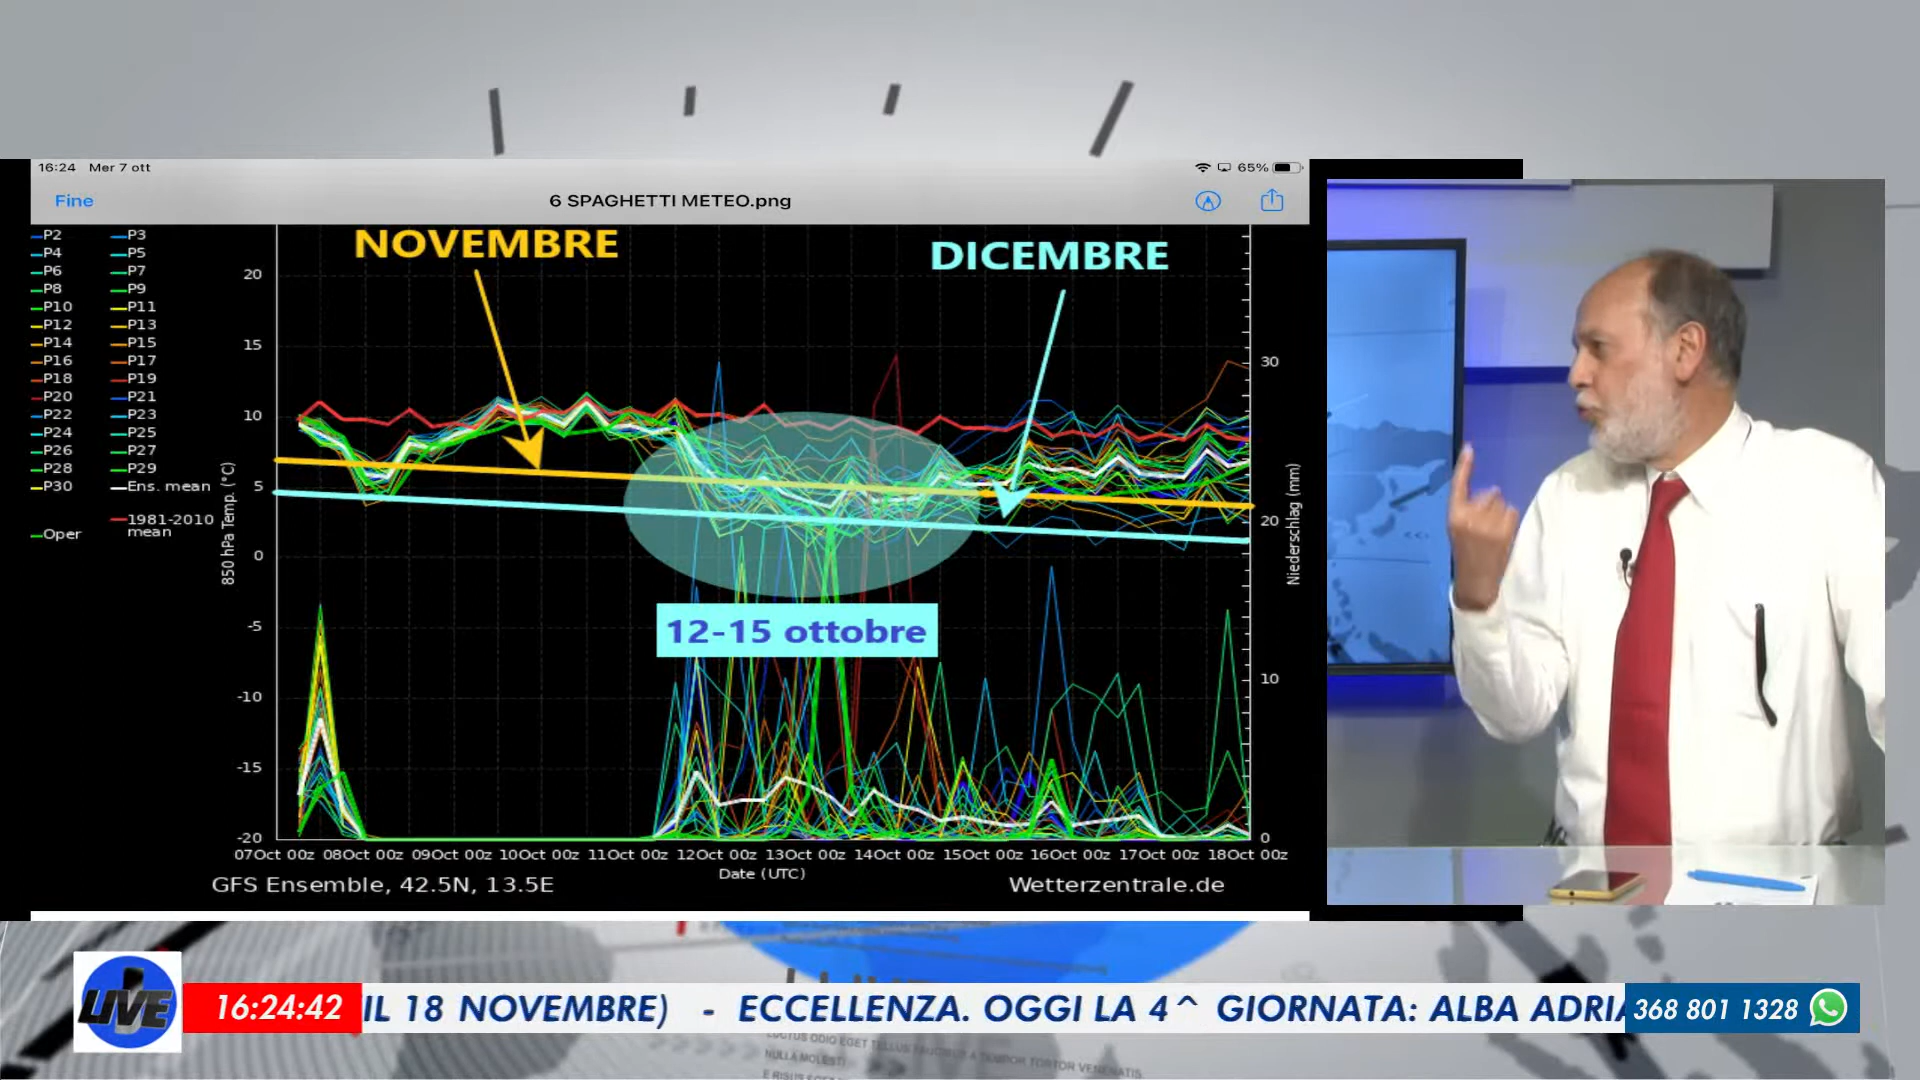 16:24 Mer 7 ott
65%
Fine
6 SPAGHETTI METEO.png
P2 P3
P4 P5
P6 P7
P8 P9
P10 P11
P12 P13
P14 P15
P16 P17
P18 P19
P20 P21
P22 P23
P24 P25
P26 P27
P28 P29
P30 Ens. mean
Oper 1981-2010 mean
NOVEMBRE
DICEMBRE
850 hPa Temp. (°C)
20
15
10
5
0
-5
-10
-15
-20
12-15 ottobre
30
20
10
0
Niederschlag (mm)
07Oct 00z 08Oct 00z 09Oct 00z 10Oct 00z 11Oct 00z 12Oct 00z 13Oct 00z 14Oct 00z 15Oct 00z 16Oct 00z 17Oct 00z 18Oct 00z
Date (UTC)
GFS Ensemble, 42.5N, 13.5E
Wetterzentrale.de
LIVE
16:24:42
IL 18 NOVEMBRE) - ECCELLENZA. OGGI LA 4^ GIORNATA: ALBA ADRIA
368 801 1328
NULLA MOLESTI